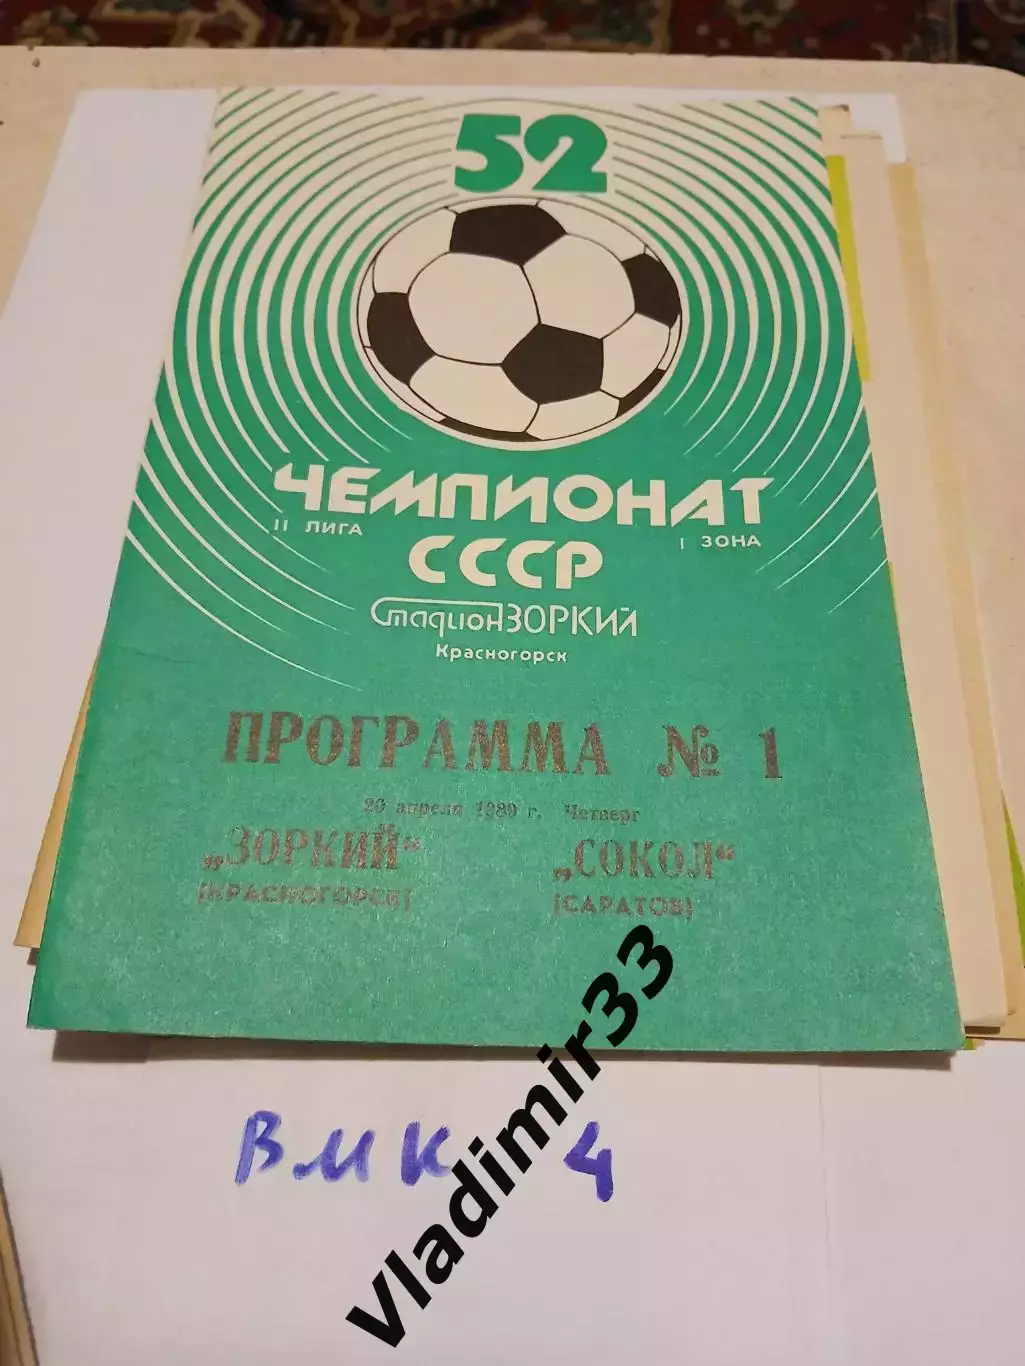 52
ЧЕМПИОНАТ
II ЛИГА I ЗОНА
СССР
Стадион ЗОРКИЙ
Красногорск
ПРОГРАММА № 1
20 апреля 1989 г. Четверг
„ЗОРКИЙ“ „СОКОЛ“
(КРАСНОГОРСК) (САРАТОВ)
ВМК 4
Vladimir33